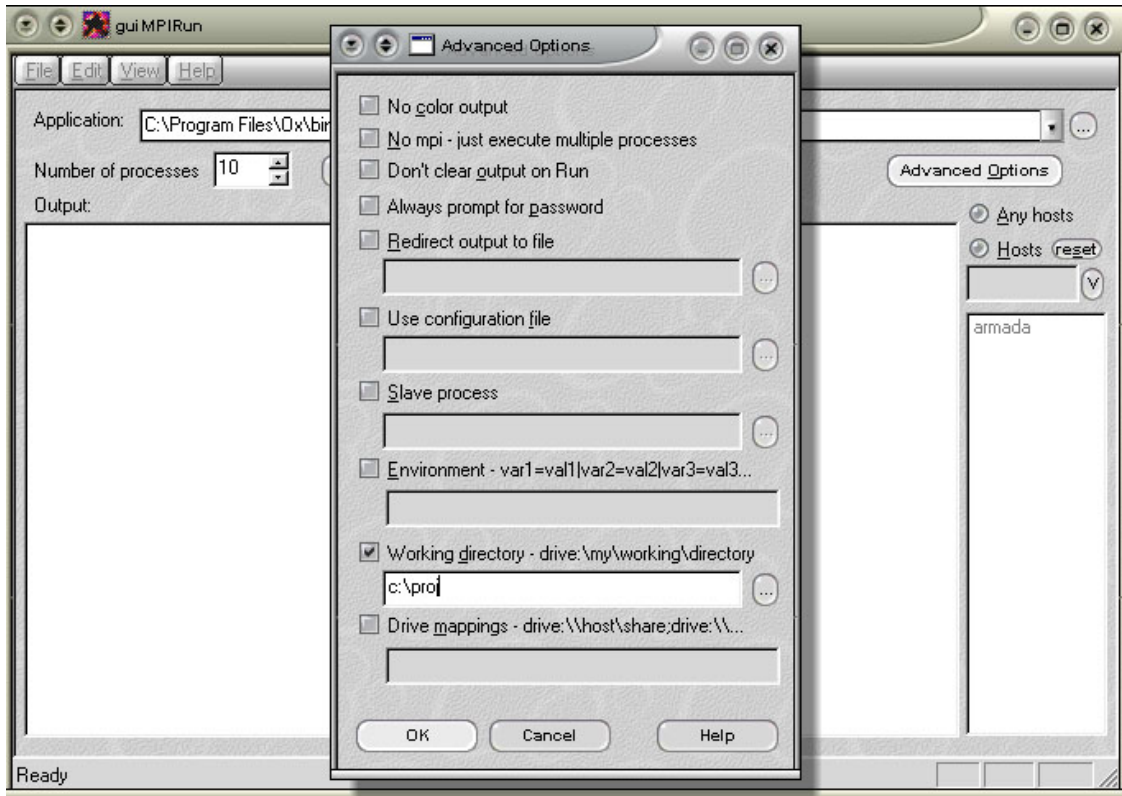 gui MPIRun
File Edit View Help
Application: C:\Program Files\Ox\bin
Number of processes 10
Advanced Options
Output:
Any hosts
Hosts reset
V
armada
Ready
Advanced Options
No color output
No mpi - just execute multiple processes
Don't clear output on Run
Always prompt for password
Redirect output to file
...
Use configuration file
...
Slave process
...
Environment - var1=val1|var2=val2|var3=val3...
Working directory - drive:\my\working\directory
c:\proj
...
Drive mappings - drive:\\host\share;drive:\\...
OK Cancel Help